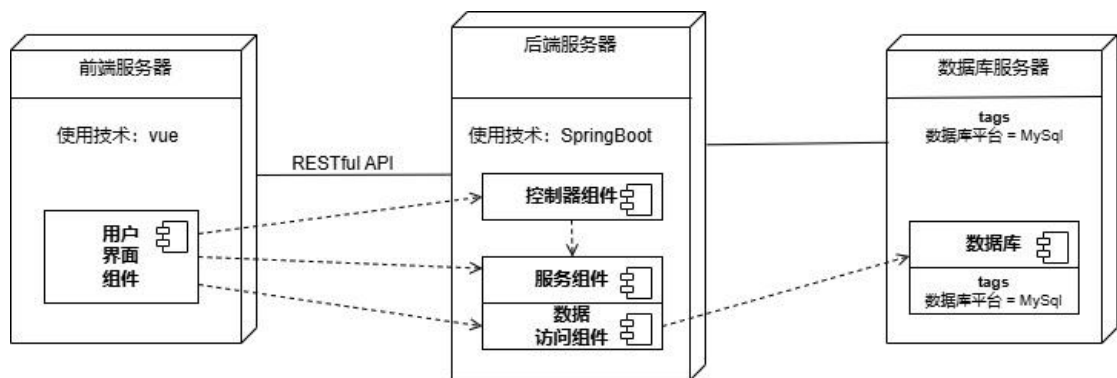 前端服务器
使用技术：vue
用户
界面
组件
RESTful API
后端服务器
使用技术：SpringBoot
控制器组件
服务组件
数据
访问组件
数据库服务器
tags
数据库平台 = MySql
数据库
tags
数据库平台 = MySql